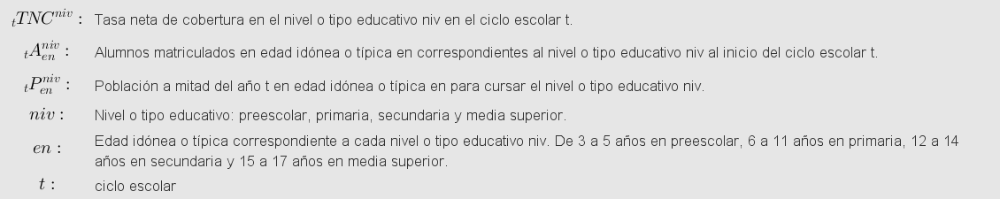 $_{t}TNC^{niv}$ : Tasa neta de cobertura en el nivel o tipo educativo niv en el ciclo escolar t.
$_{t}A_{en}^{niv}$ : Alumnos matriculados en edad idónea o típica en correspondientes al nivel o tipo educativo niv al inicio del ciclo escolar t.
$_{t}P_{en}^{niv}$ : Población a mitad del año t en edad idónea o típica en para cursar el nivel o tipo educativo niv.
niv : Nivel o tipo educativo: preescolar, primaria, secundaria y media superior.
en : Edad idónea o típica correspondiente a cada nivel o tipo educativo niv. De 3 a 5 años en preescolar, 6 a 11 años en primaria, 12 a 14
años en secundaria y 15 a 17 años en media superior.
t : ciclo escolar